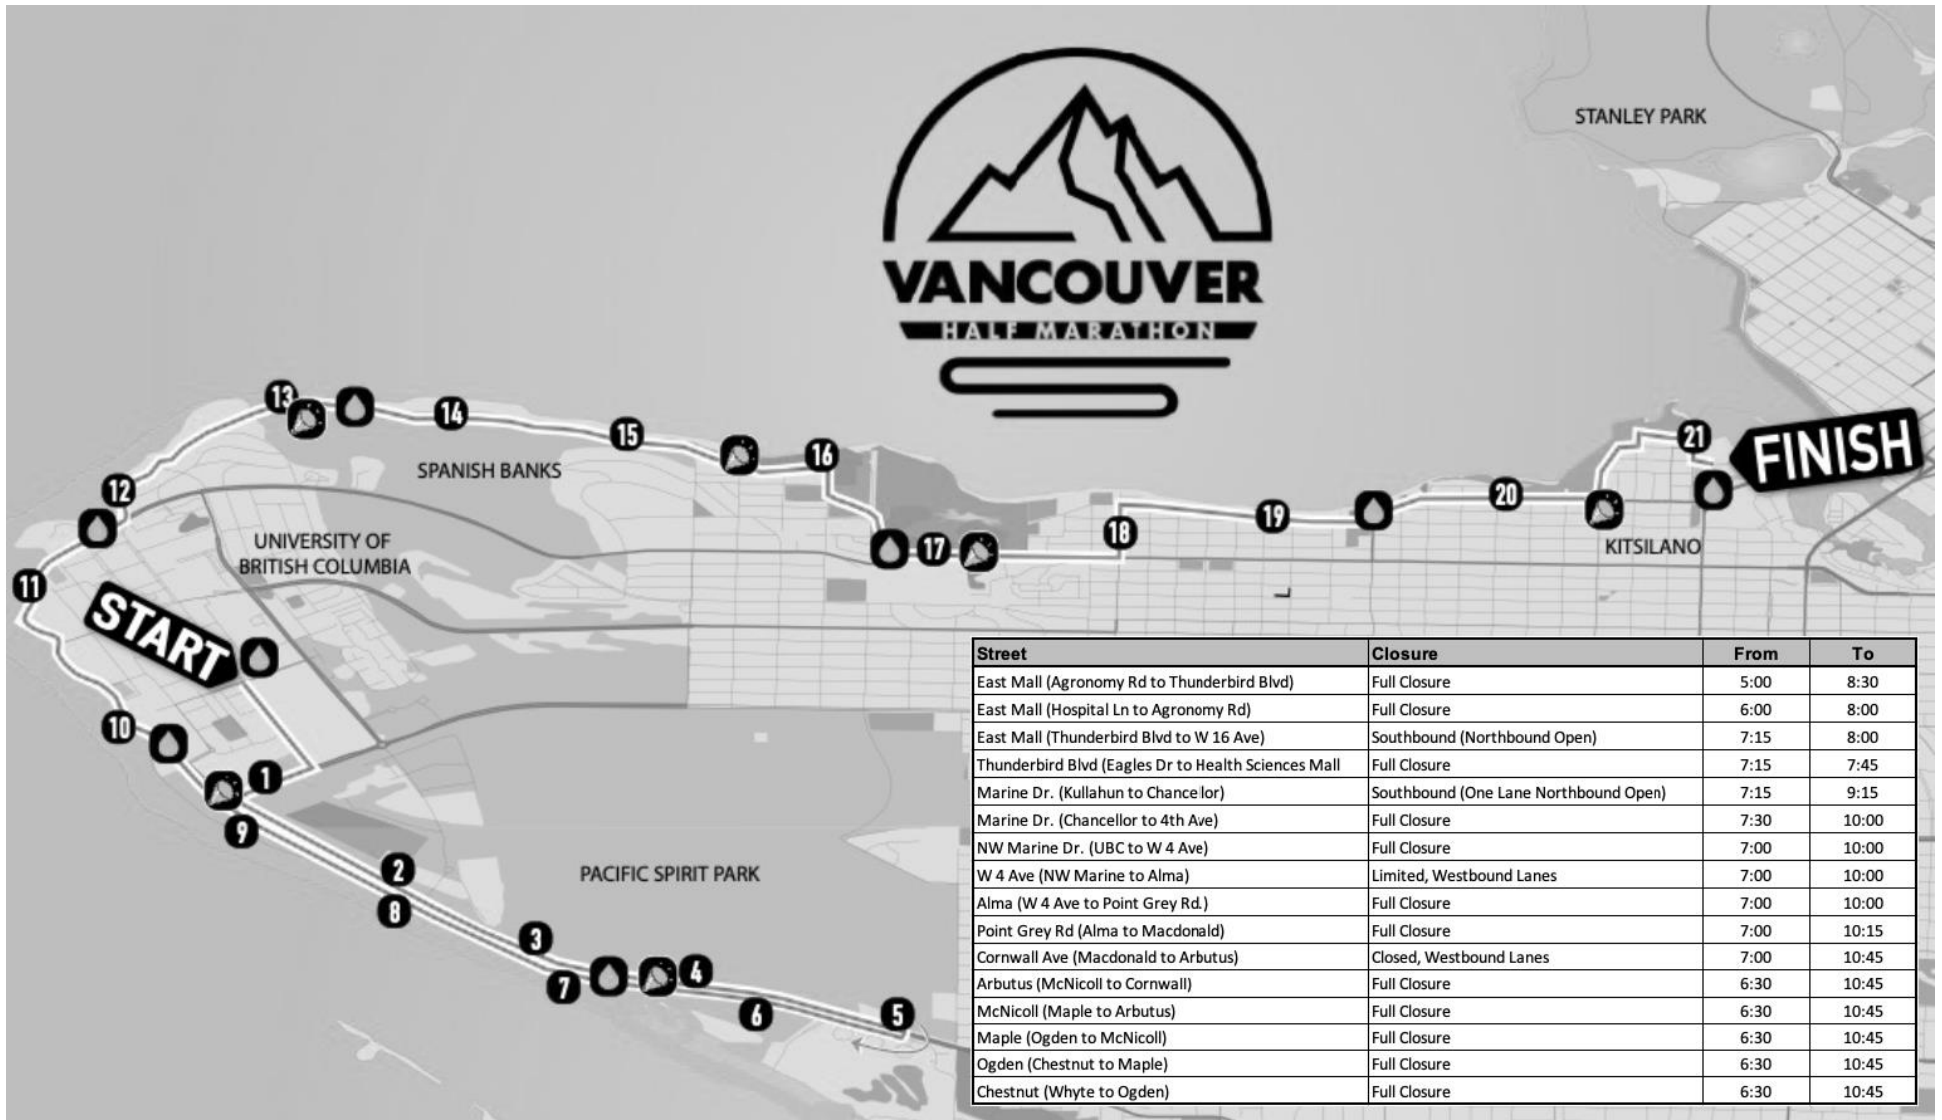 STANLEY PARK
VANCOUVER
HALF MARATHON
13
14
15
16
SPANISH BANKS
12
UNIVERSITY OF
BRITISH COLUMBIA
11
START
10
1
9
2
8
3
7
4
6
5
PACIFIC SPIRIT PARK
17
18
19
20
21
FINISH
KITSILANO
Street Closure From To
East Mall (Agronomy Rd to Thunderbird Blvd) Full Closure 5:00 8:30
East Mall (Hospital Ln to Agronomy Rd) Full Closure 6:00 8:00
East Mall (Thunderbird Blvd to W 16 Ave) Southbound (Northbound Open) 7:15 8:00
Thunderbird Blvd (Eagles Dr to Health Sciences Mall Full Closure 7:15 7:45
Marine Dr. (Kullahun to Chancellor) Southbound (One Lane Northbound Open) 7:15 9:15
Marine Dr. (Chancellor to 4th Ave) Full Closure 7:30 10:00
NW Marine Dr. (UBC to W 4 Ave) Full Closure 7:00 10:00
W 4 Ave (NW Marine to Alma) Limited, Westbound Lanes 7:00 10:00
Alma (W 4 Ave to Point Grey Rd.) Full Closure 7:00 10:00
Point Grey Rd (Alma to Macdonald) Full Closure 7:00 10:15
Cornwall Ave (Macdonald to Arbutus) Closed, Westbound Lanes 7:00 10:45
Arbutus (McNicoll to Cornwall) Full Closure 6:30 10:45
McNicoll (Maple to Arbutus) Full Closure 6:30 10:45
Maple (Ogden to McNicoll) Full Closure 6:30 10:45
Ogden (Chestnut to Maple) Full Closure 6:30 10:45
Chestnut (Whyte to Ogden) Full Closure 6:30 10:45